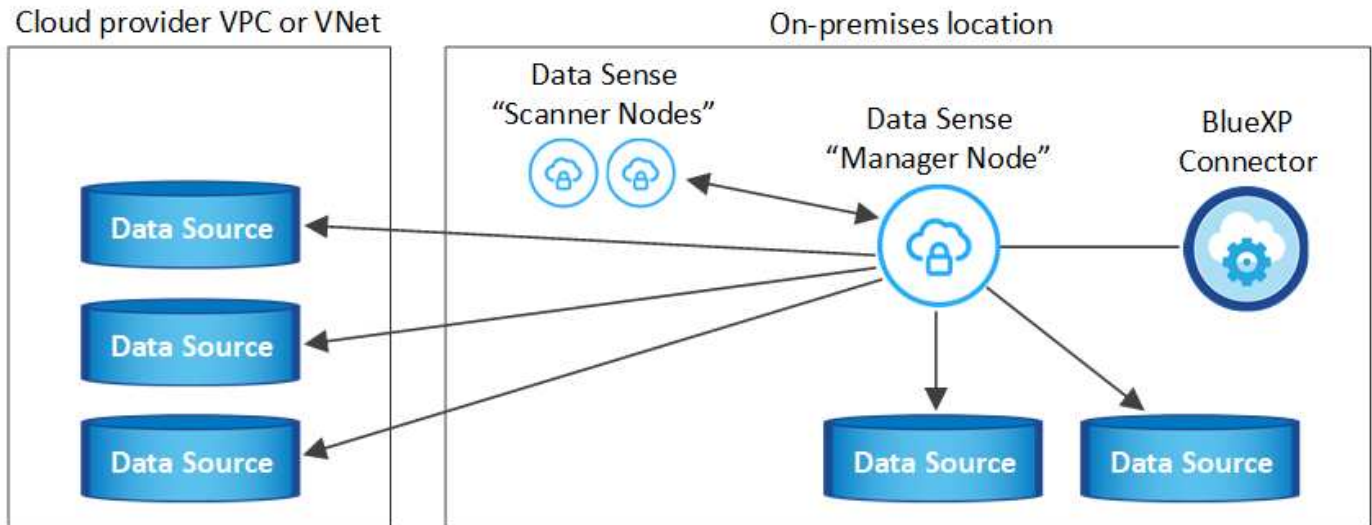 Cloud provider VPC or VNet
On-premises location
Data Sense
“Scanner Nodes”
Data Sense
“Manager Node”
BlueXP
Connector
Data Source
Data Source
Data Source
Data Source
Data Source